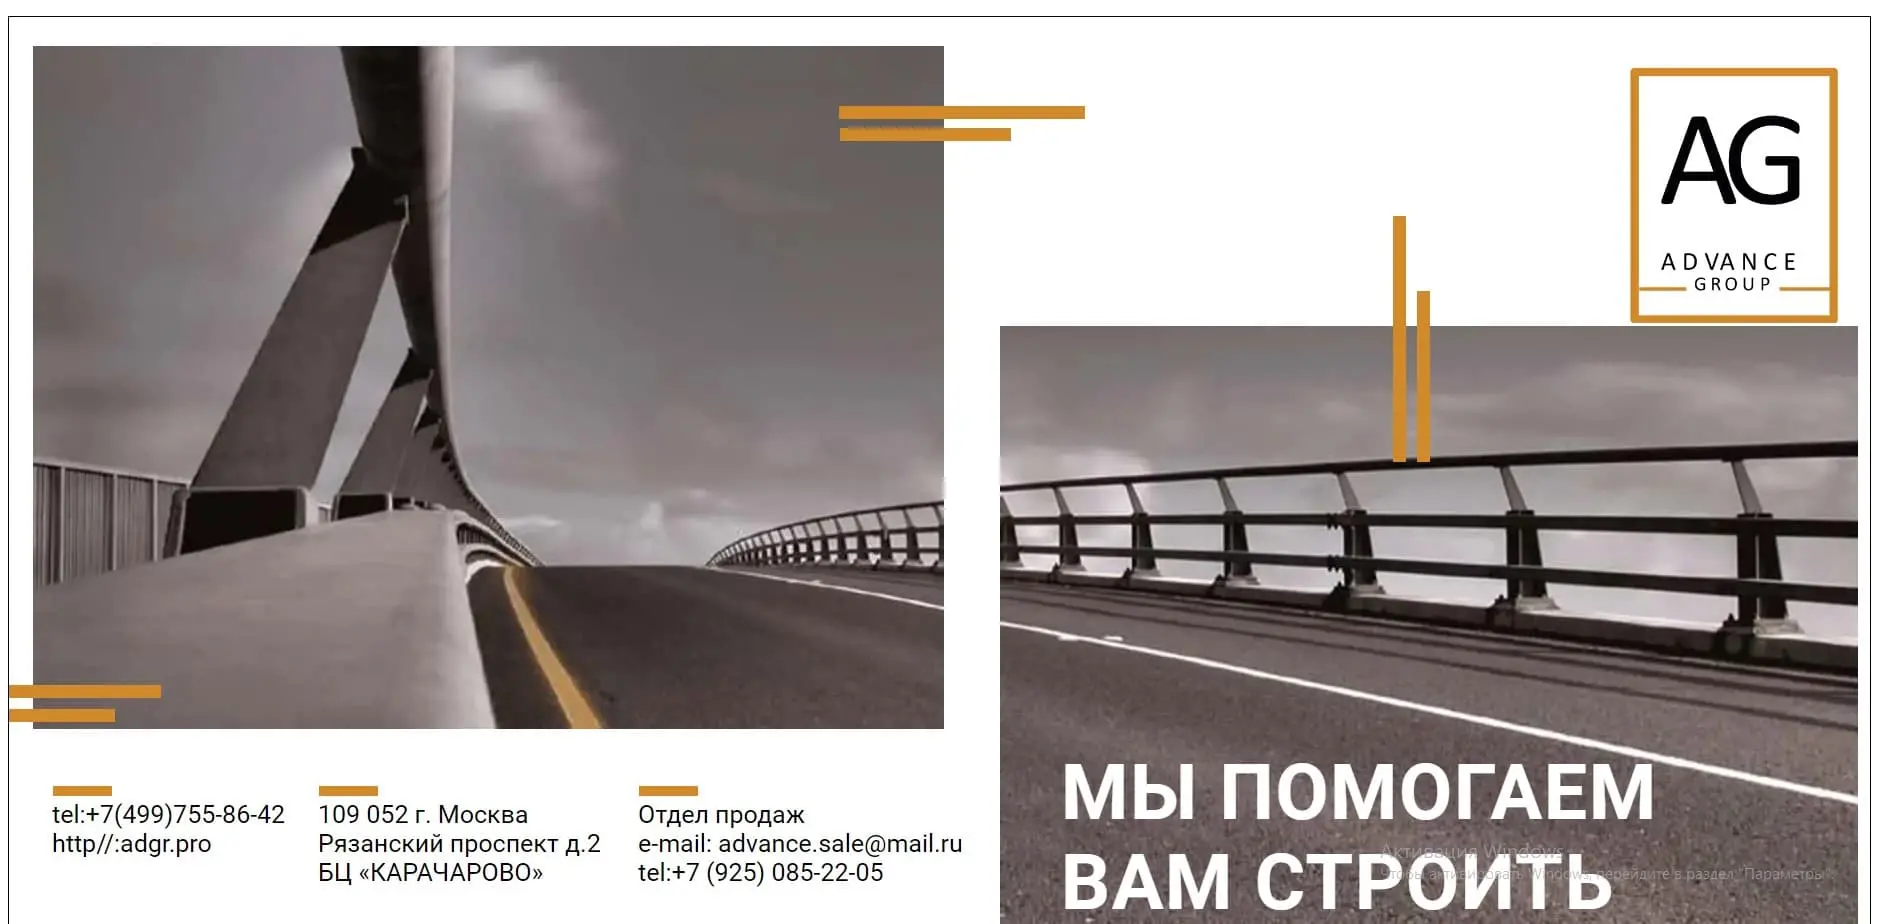 AG
ADVANCE
GROUP
tel:+7(499)755-86-42
http//:adgr.pro
109 052 г. Москва
Рязанский проспект д.2
БЦ «КАРАЧАРОВО»
Отдел продаж
e-mail: advance.sale@mail.ru
tel:+7 (925) 085-22-05
МЫ ПОМОГАЕМ
ВАМ СТРОИТЬ
Активация Windows
Чтобы активировать Windows, перейдите в раздел "Параметры".